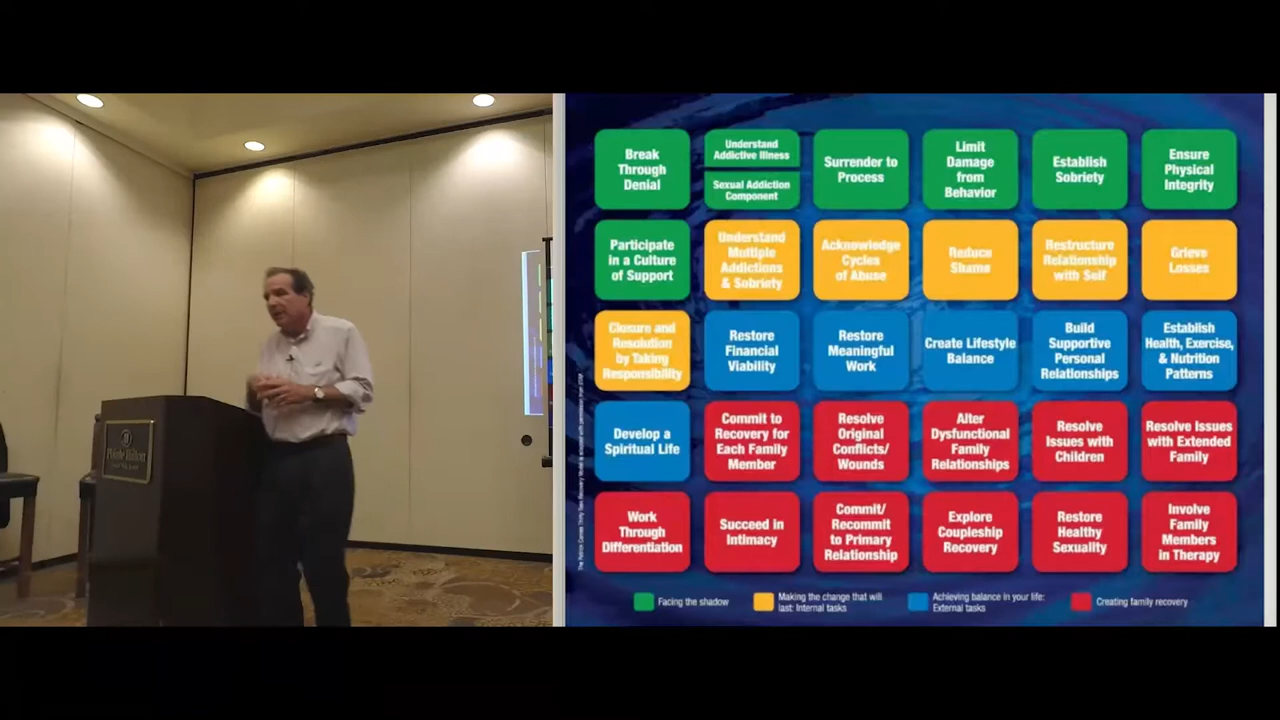 Break
Through
Denial
Understand
Addictive Illness
Sexual Addiction
Component
Surrender to
Process
Limit
Damage
from
Behavior
Establish
Sobriety
Ensure
Physical
Integrity
Participate
in a Culture
of Support
Understand
Multiple
Addictions
& Sobriety
Acknowledge
Cycles
of Abuse
Reduce
Shame
Restructure
Relationship
with Self
Grieve
Losses
Closure and
Resolution
by Taking
Responsibility
Restore
Financial
Viability
Restore
Meaningful
Work
Create Lifestyle
Balance
Build
Supportive
Personal
Relationships
Establish
Health, Exercise,
& Nutrition
Patterns
Develop a
Spiritual Life
Commit to
Recovery for
Each Family
Member
Resolve
Original
Conflicts/
Wounds
Alter
Dysfunctional
Family
Relationships
Resolve
Issues with
Children
Resolve Issues
with Extended
Family
Work
Through
Differentiation
Succeed in
Intimacy
Commit/
Recommit
to Primary
Relationship
Explore
Coupleship
Recovery
Restore
Healthy
Sexuality
Involve
Family
Members
in Therapy
Facing the shadow
Making the change that will
last: Internal tasks
Achieving balance in your life:
External tasks
Creating family recovery